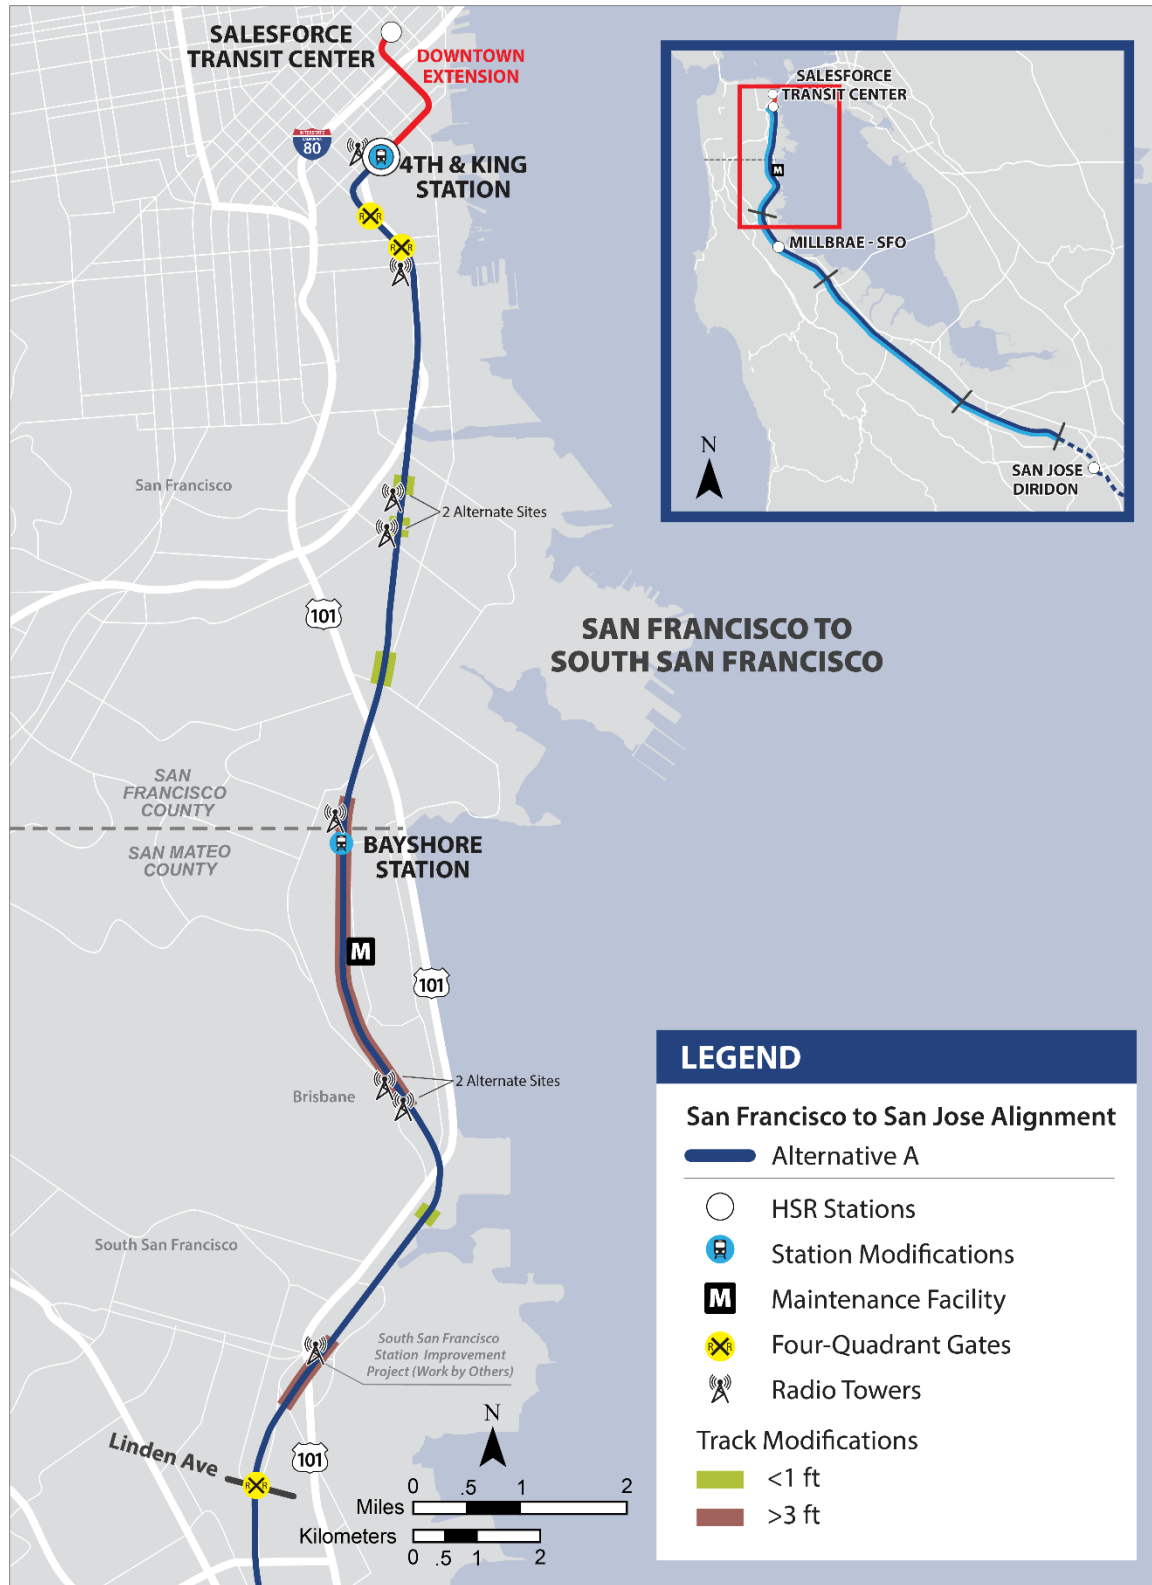 SALESFORCE
TRANSIT CENTER
DOWNTOWN
EXTENSION
INTERSTATE
80
4TH & KING
STATION
R R
R R
San Francisco
2 Alternate Sites
101
SAN FRANCISCO TO
SOUTH SAN FRANCISCO
SAN
FRANCISCO
COUNTY
SAN MATEO
COUNTY
BAYSHORE
STATION
M
101
2 Alternate Sites
Brisbane
South San Francisco
South San Francisco
Station Improvement
Project (Work by Others)
Linden Ave
R R
101
N
0 .5 1 2
Miles
Kilometers
0 .5 1 2
SALESFORCE
TRANSIT CENTER
M
MILLBRAE - SFO
N
SAN JOSE
DIRIDON
LEGEND
San Francisco to San Jose Alignment
Alternative A
HSR Stations
Station Modifications
M Maintenance Facility
R R Four-Quadrant Gates
Radio Towers
Track Modifications
<1 ft
>3 ft